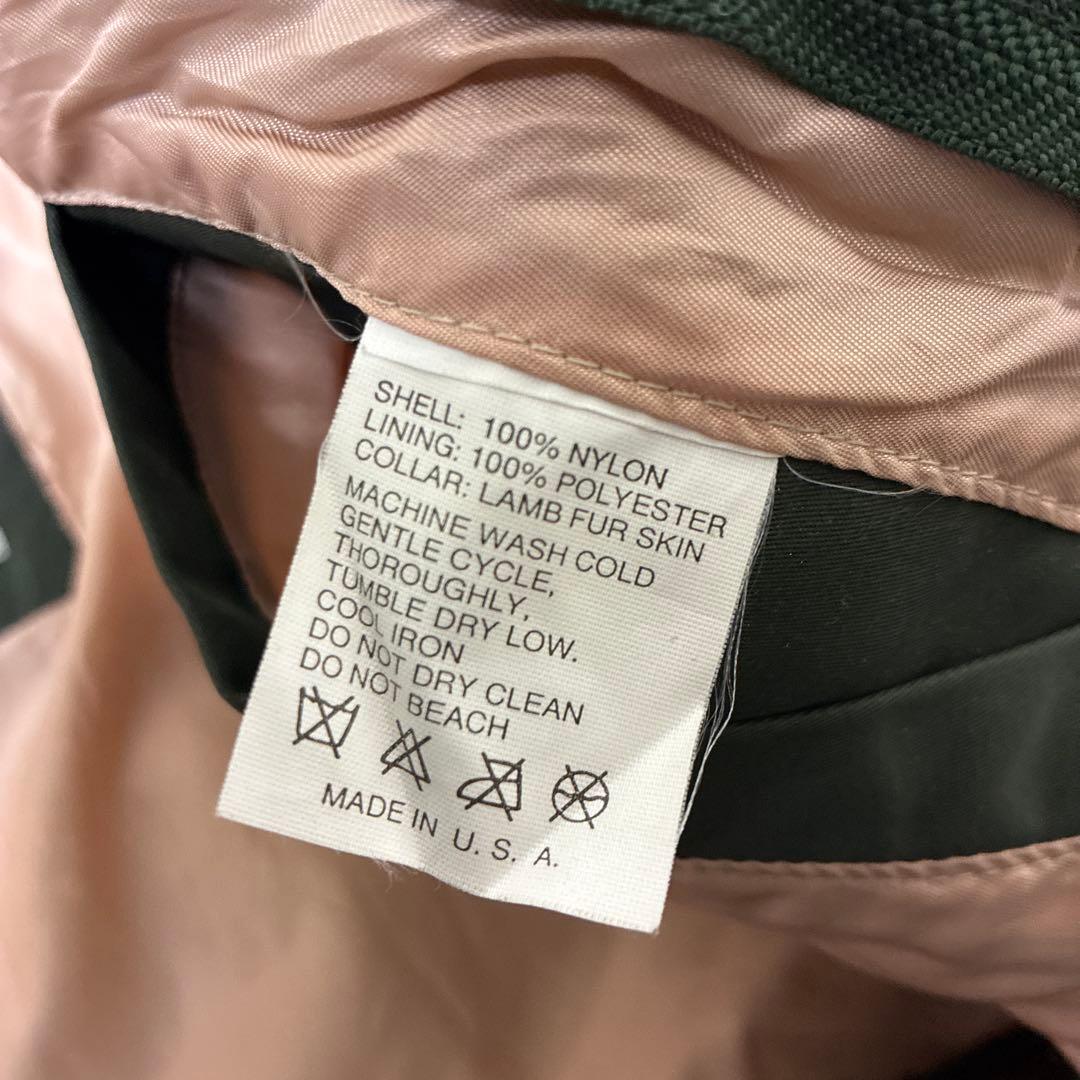 SHELL: 100% NYLON
LINING: 100% POLYESTER
COLLAR: LAMB FUR SKIN
MACHINE WASH COLD
GENTLE CYCLE,
THOROUGHLY,
TUMBLE DRY LOW.
COOL IRON
DO NOT DRY CLEAN
DO NOT BEACH
MADE IN U. S. A.